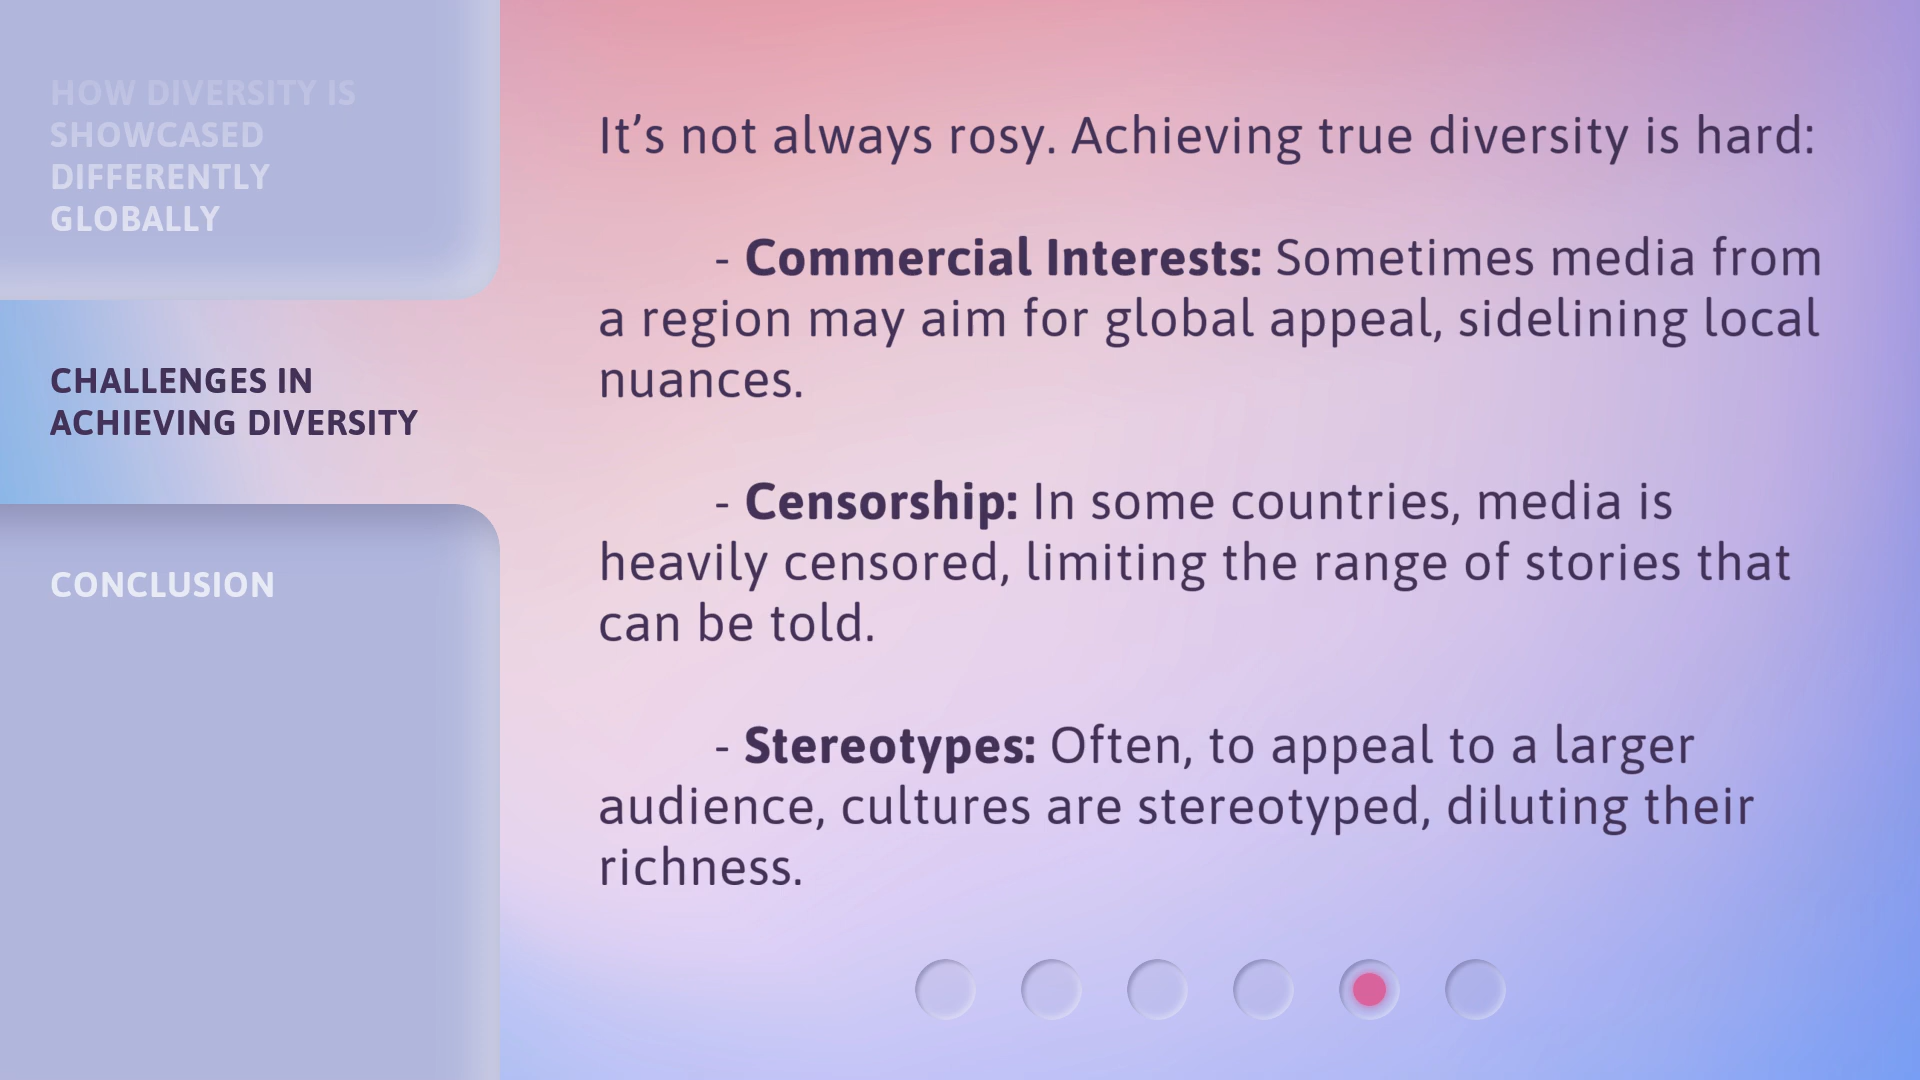 HOW DIVERSITY IS
SHOWCASED
DIFFERENTLY
GLOBALLY
CHALLENGES IN
ACHIEVING DIVERSITY
CONCLUSION
It’s not always rosy. Achieving true diversity is hard:
- Commercial Interests: Sometimes media from
a region may aim for global appeal, sidelining local
nuances.
- Censorship: In some countries, media is
heavily censored, limiting the range of stories that
can be told.
- Stereotypes: Often, to appeal to a larger
audience, cultures are stereotyped, diluting their
richness.